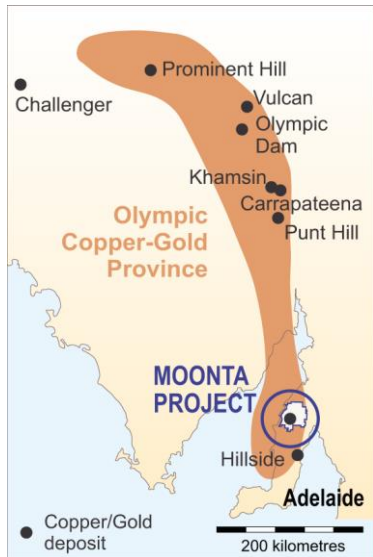 Prominent Hill
Challenger
Vulcan
Olympic
Dam
Khamsin
Carrapateena
Punt Hill
Olympic
Copper-Gold
Province
MOONTA
PROJECT
Hillside
Adelaide
Copper/Gold
deposit
200 kilometres